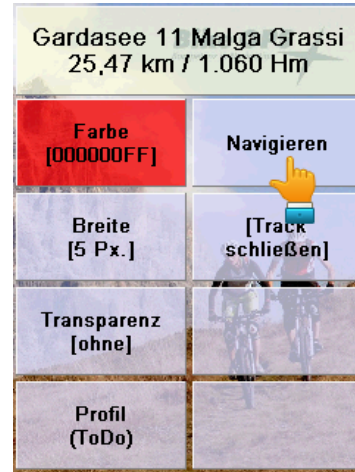 Gardasee 11 Malga Grassi
25,47 km / 1.060 Hm
Farbe
[000000FF]
Navigieren
Breite
[5 Px.]
[Track
schließen]
Transparenz
[ohne]
Profil
(ToDo)